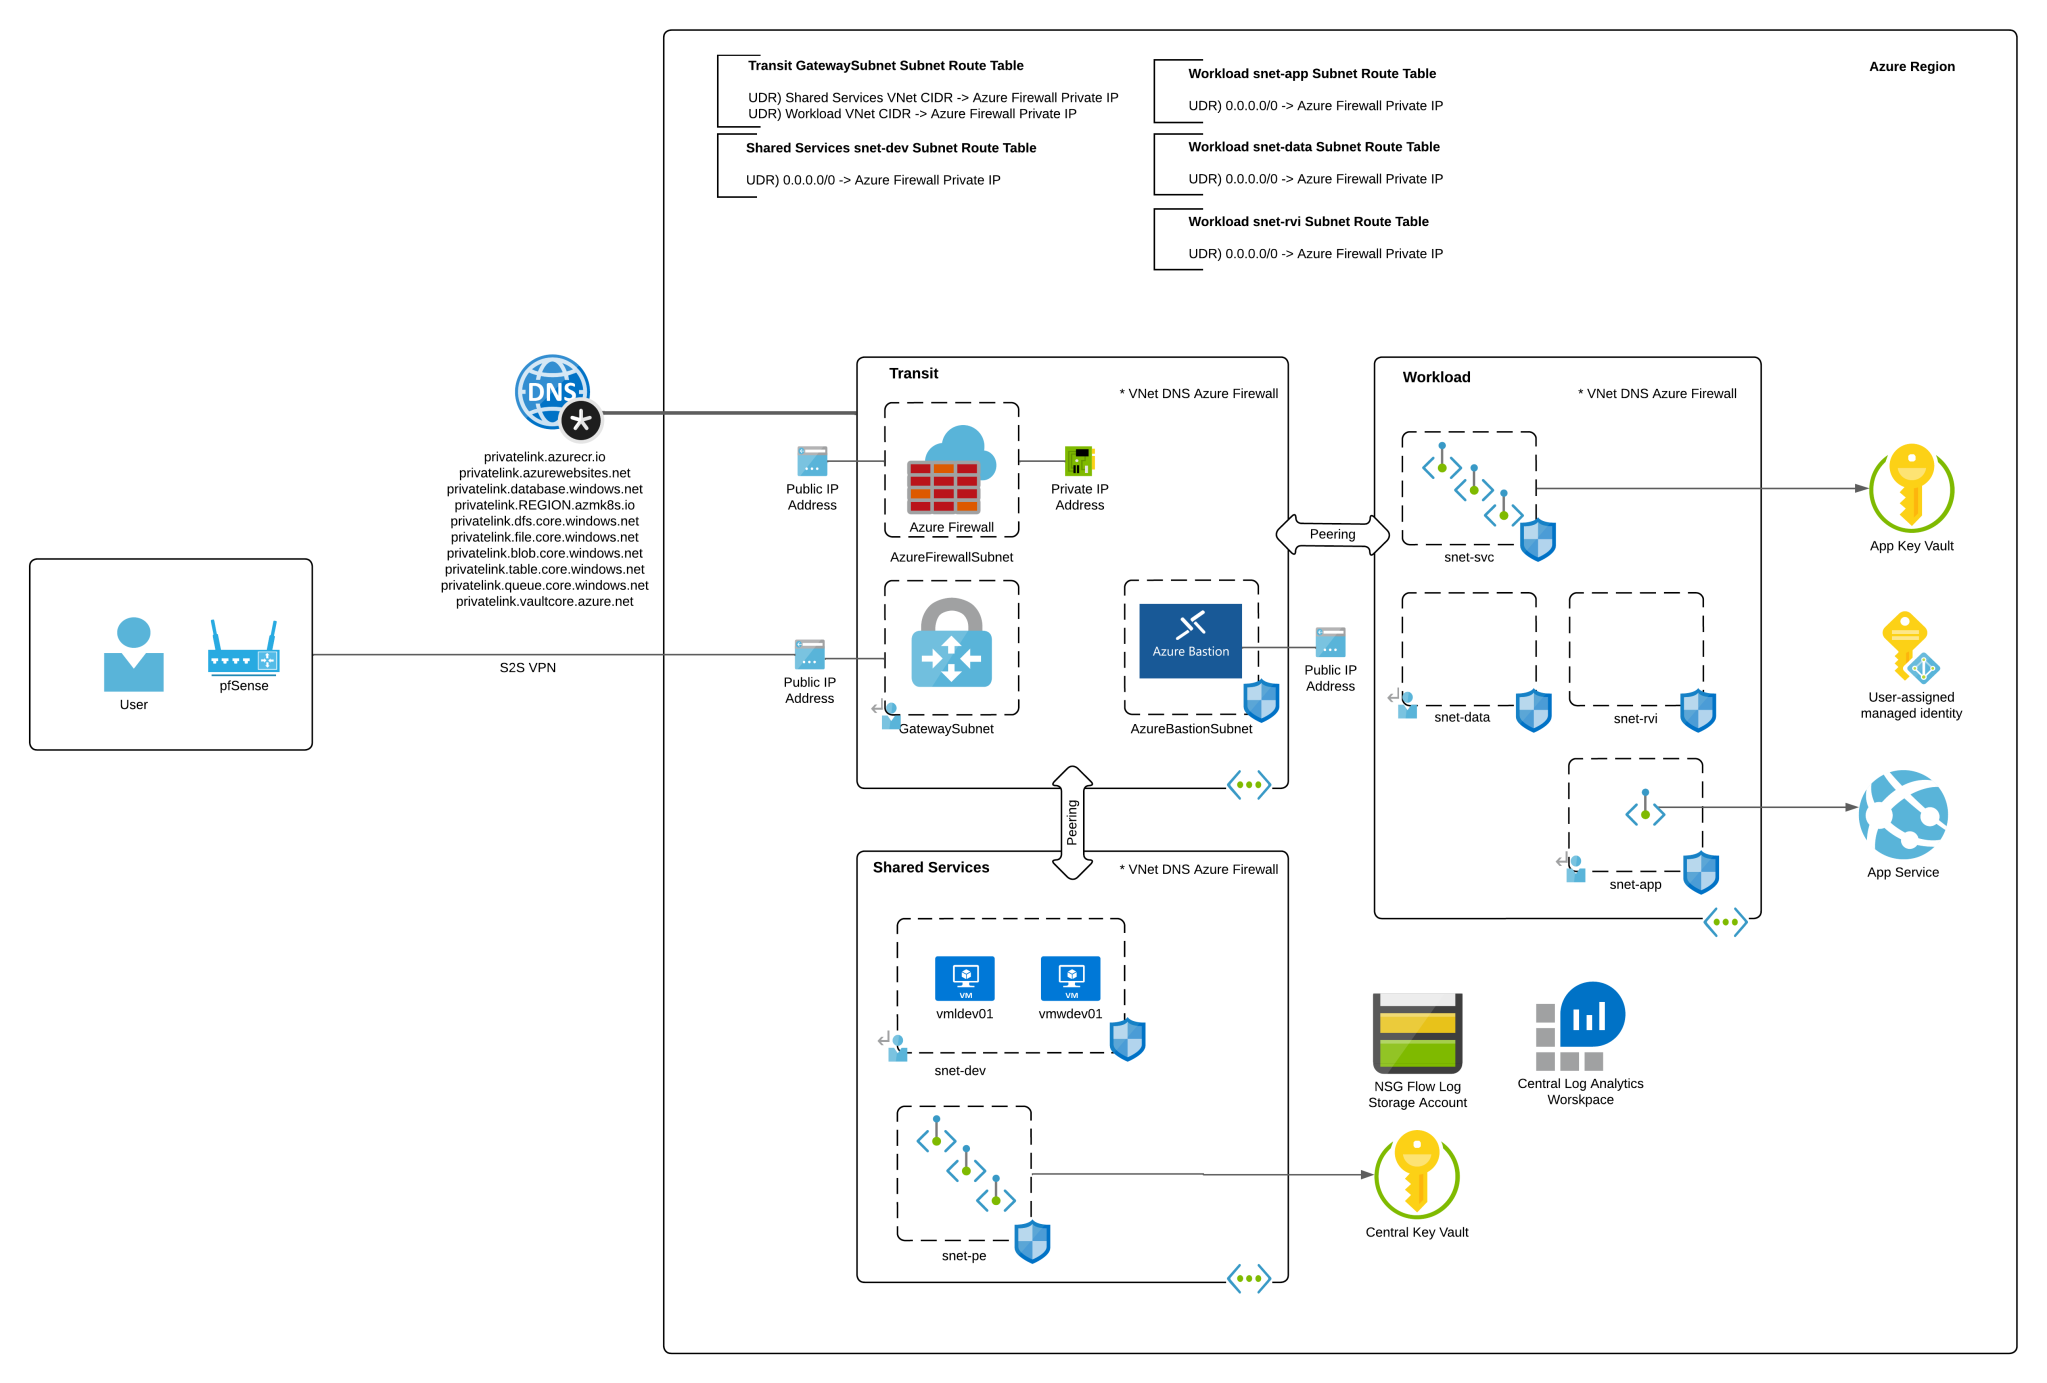 Azure Region
Transit GatewaySubnet Subnet Route Table
UDR) Shared Services VNet CIDR -> Azure Firewall Private IP
UDR) Workload VNet CIDR -> Azure Firewall Private IP
Shared Services snet-dev Subnet Route Table
UDR) 0.0.0.0/0 -> Azure Firewall Private IP
Workload snet-app Subnet Route Table
UDR) 0.0.0.0/0 -> Azure Firewall Private IP
Workload snet-data Subnet Route Table
UDR) 0.0.0.0/0 -> Azure Firewall Private IP
Workload snet-rvi Subnet Route Table
UDR) 0.0.0.0/0 -> Azure Firewall Private IP
DNS
privatelink.azurecr.io
privatelink.azurewebsites.net
privatelink.database.windows.net
privatelink.REGION.azmk8s.io
privatelink.dfs.core.windows.net
privatelink.file.core.windows.net
privatelink.blob.core.windows.net
privatelink.table.core.windows.net
privatelink.queue.core.windows.net
privatelink.vaultcore.azure.net
User
pfSense
S2S VPN
Transit
* VNet DNS Azure Firewall
Public IP
Address
Azure Firewall
AzureFirewallSubnet
Private IP
Address
Public IP
Address
GatewaySubnet
Azure Bastion
AzureBastionSubnet
Public IP
Address
Peering
Peering
Workload
* VNet DNS Azure Firewall
snet-svc
snet-data
snet-rvi
snet-app
App Key Vault
User-assigned
managed identity
App Service
Shared Services
* VNet DNS Azure Firewall
VM
vmldev01
VM
vmwdev01
snet-dev
snet-pe
NSG Flow Log
Storage Account
Central Log Analytics
Worskpace
Central Key Vault